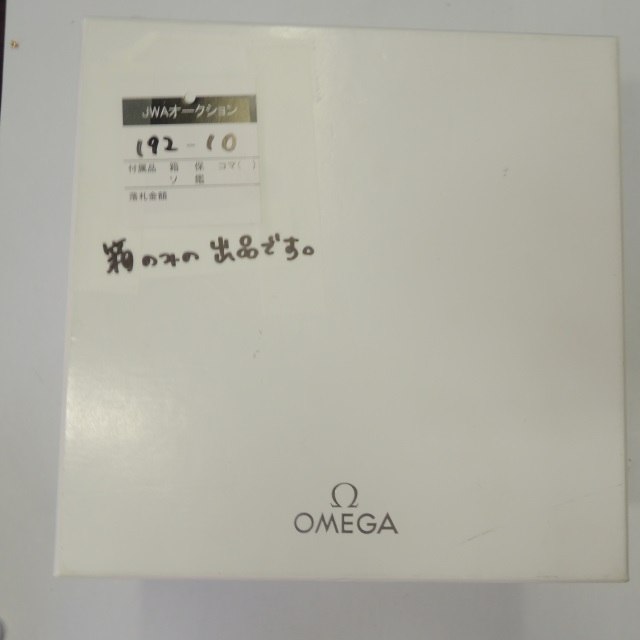 JWAオークション
192-10
付属品 箱 保 コマ( )
ソ 鑑
落札金額
箱のみの出品です。
Ω
OMEGA